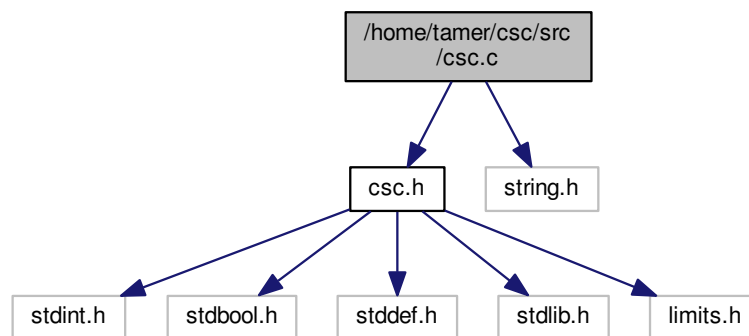 /home/tamer/csc/src
/csc.c
csc.h
string.h
stdint.h
stdbool.h
stddef.h
stdlib.h
limits.h